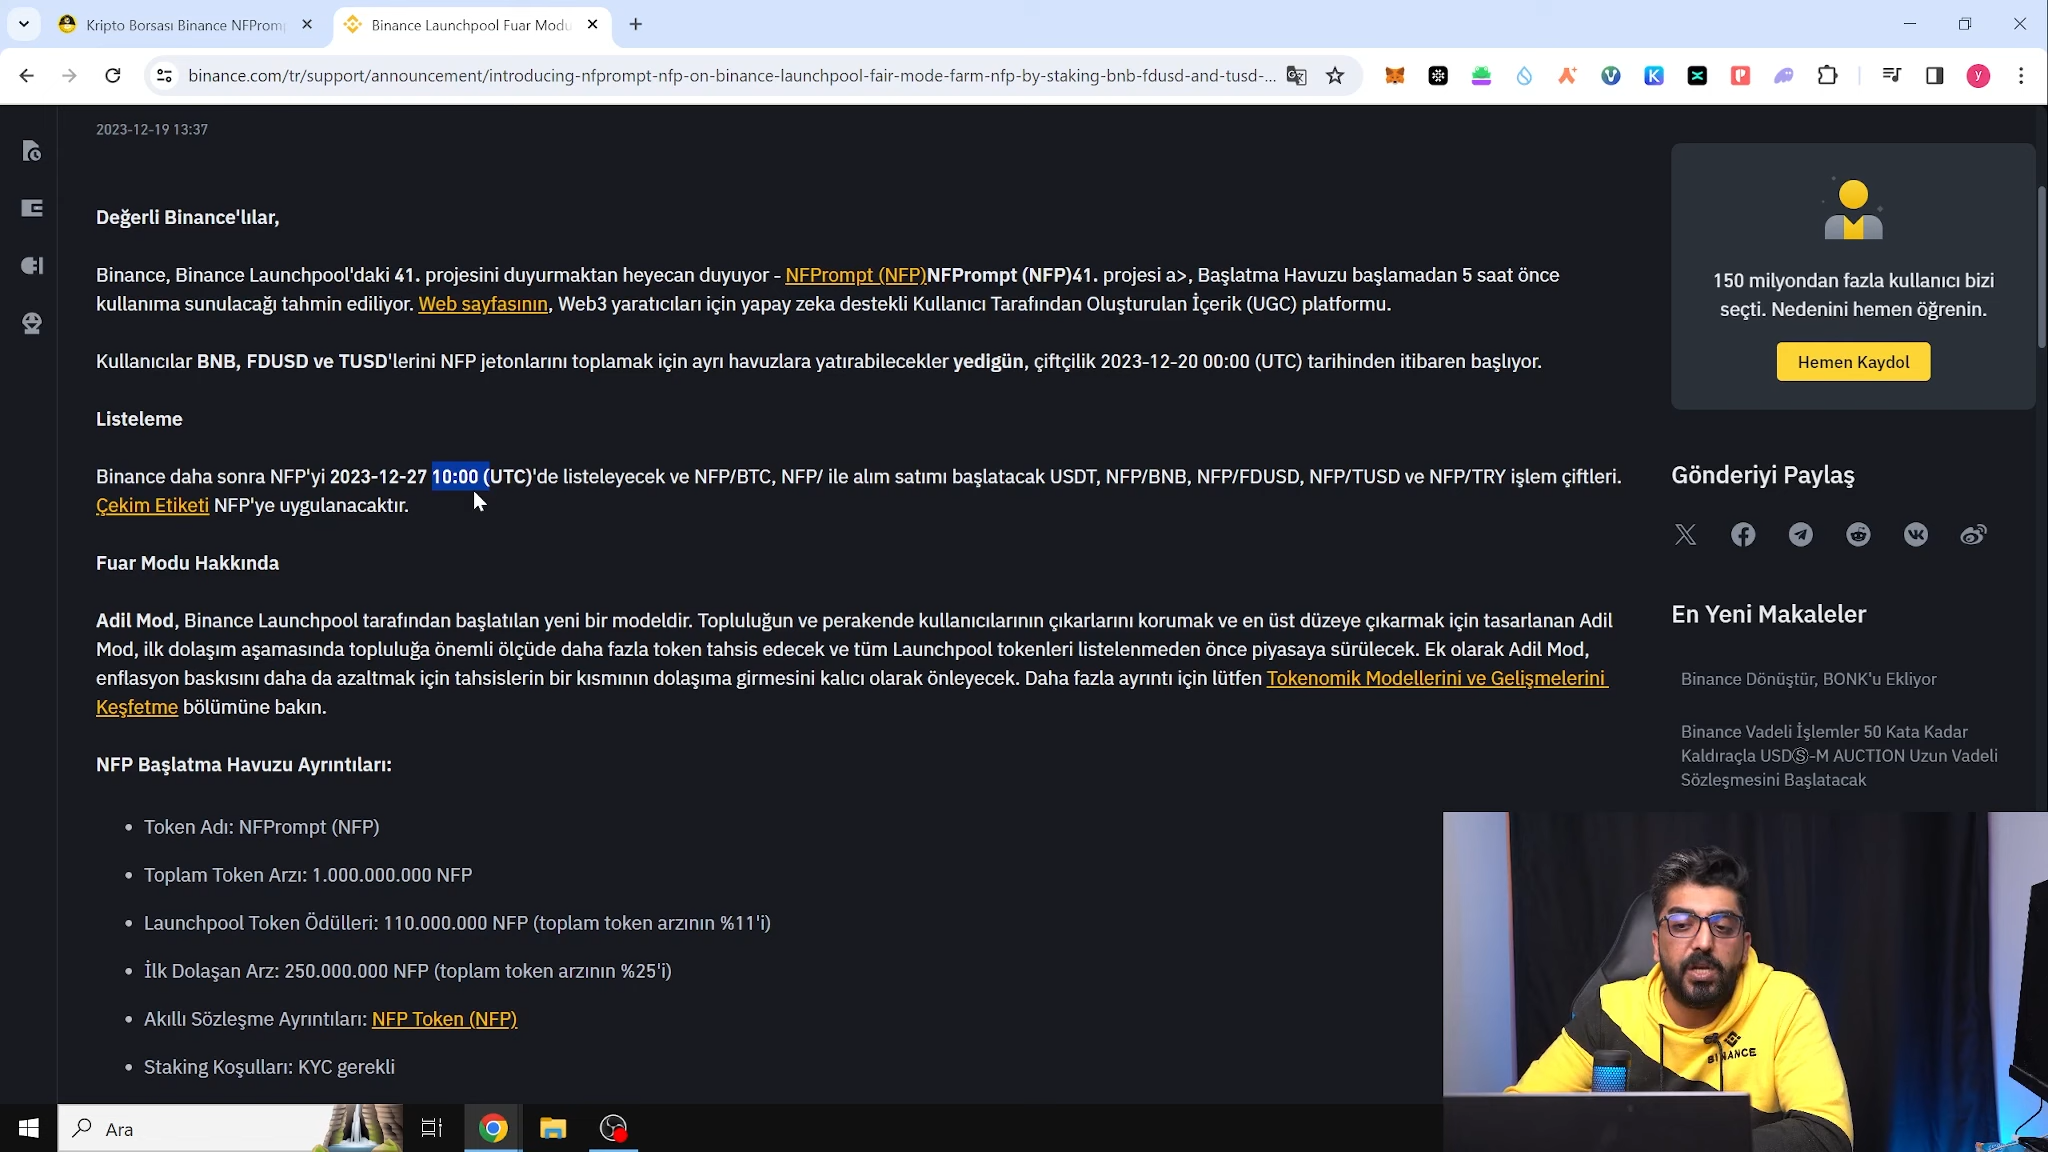 Kripto Borsası Binance NFProm
Binance Launchpool Fuar Modu
binance.com/tr/support/announcement/introducing-nfprompt-nfp-on-binance-launchpool-fair-mode-farm-nfp-by-staking-bnb-fdusd-and-tusd-...
y
2023-12-19 13:37
Değerli Binance'lılar,
Binance, Binance Launchpool'daki 41. projesini duyurmaktan heyecan duyuyor - NFPrompt (NFP)NFPrompt (NFP)41. projesi a>, Başlatma Havuzu başlamadan 5 saat önce
kullanıma sunulacağı tahmin ediliyor. Web sayfasının, Web3 yaratıcıları için yapay zeka destekli Kullanıcı Tarafından Oluşturulan İçerik (UGC) platformu.
Kullanıcılar BNB, FDUSD ve TUSD'lerini NFP jetonlarını toplamak için ayrı havuzlara yatırabilecekler yedigün, çiftçilik 2023-12-20 00:00 (UTC) tarihinden itibaren başlıyor.
Listeleme
Binance daha sonra NFP'yi 2023-12-27 10:00 (UTC)'de listeleyecek ve NFP/BTC, NFP/ ile alım satımı başlatacak USDT, NFP/BNB, NFP/FDUSD, NFP/TUSD ve NFP/TRY işlem çiftleri.
Çekim Etiketi NFP'ye uygulanacaktır.
Fuar Modu Hakkında
Adil Mod, Binance Launchpool tarafından başlatılan yeni bir modeldir. Topluluğun ve perakende kullanıcılarının çıkarlarını korumak ve en üst düzeye çıkarmak için tasarlanan Adil
Mod, ilk dolaşım aşamasında topluluğa önemli ölçüde daha fazla token tahsis edecek ve tüm Launchpool tokenleri listelenmeden önce piyasaya sürülecek. Ek olarak Adil Mod,
enflasyon baskısını daha da azaltmak için tahsislerin bir kısmının dolaşıma girmesini kalıcı olarak önleyecek. Daha fazla ayrıntı için lütfen Tokenomik Modellerini ve Gelişmelerini
Keşfetme bölümüne bakın.
NFP Başlatma Havuzu Ayrıntıları:
• Token Adı: NFPrompt (NFP)
• Toplam Token Arzı: 1.000.000.000 NFP
• Launchpool Token Ödülleri: 110.000.000 NFP (toplam token arzının %11'i)
• İlk Dolaşan Arz: 250.000.000 NFP (toplam token arzının %25'i)
• Akıllı Sözleşme Ayrıntıları: NFP Token (NFP)
• Staking Koşulları: KYC gerekli
150 milyondan fazla kullanıcı bizi
seçti. Nedenini hemen öğrenin.
Hemen Kaydol
Gönderiyi Paylaş
En Yeni Makaleler
Binance Dönüştür, BONK'u Ekliyor
Binance Vadeli İşlemler 50 Kata Kadar
Kaldıraçla USDⓈ-M AUCTION Uzun Vadeli
Sözleşmesini Başlatacak
BINANCE
Ara